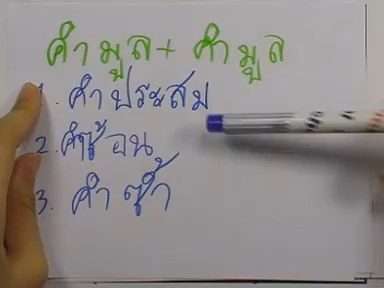 คำมูล + คำมูล
1. คำประสม
2. คำซ้อน
3. คำซ้ำ